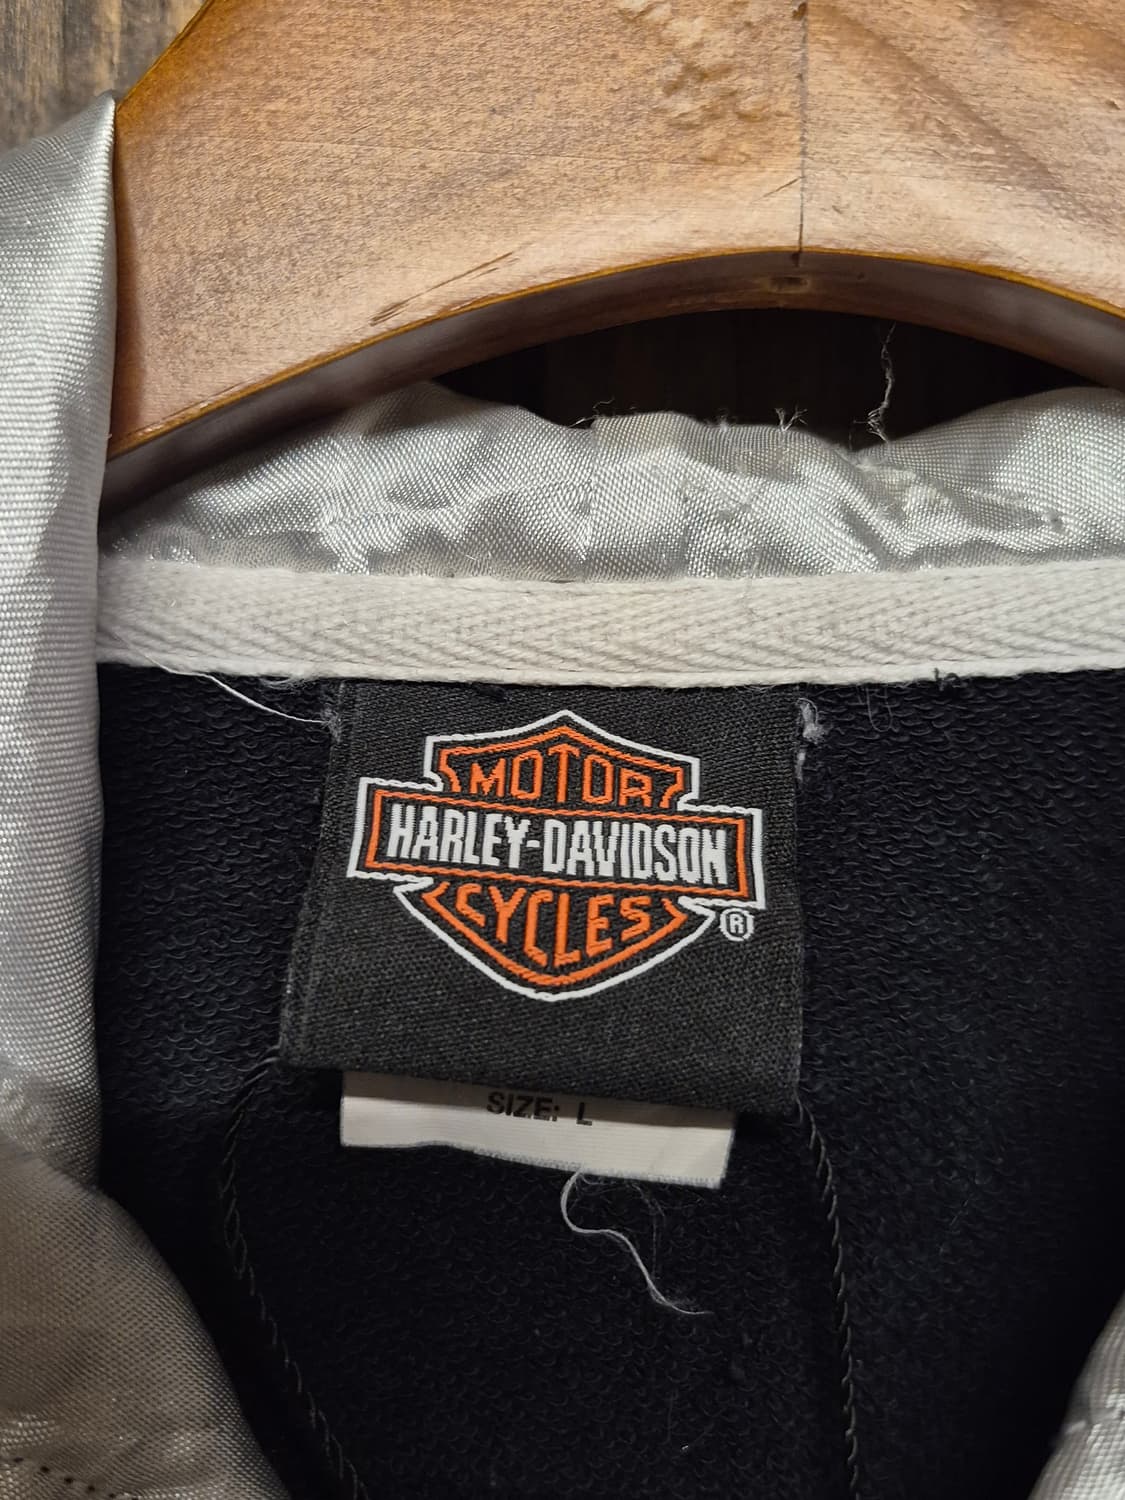 MOTOR
HARLEY-DAVIDSON
CYCLES
®
SIZE: L